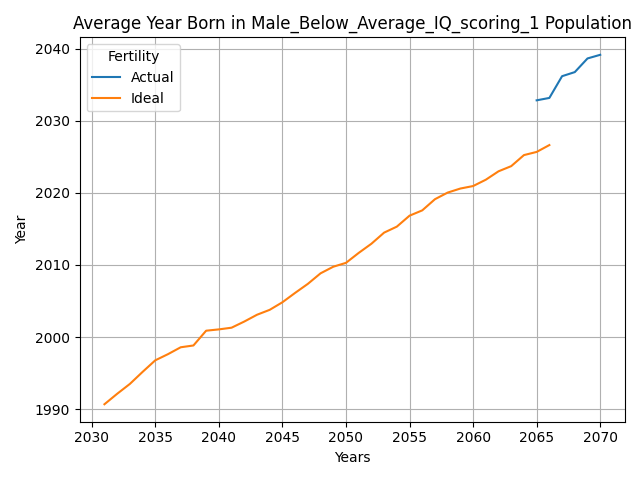 Average Year Born in Male_Below_Average_IQ_scoring_1 Population
Fertility
Actual
Ideal
2040
2030
2020
2010
2000
1990
Year
2030 2035 2040 2045 2050 2055 2060 2065 2070
Years